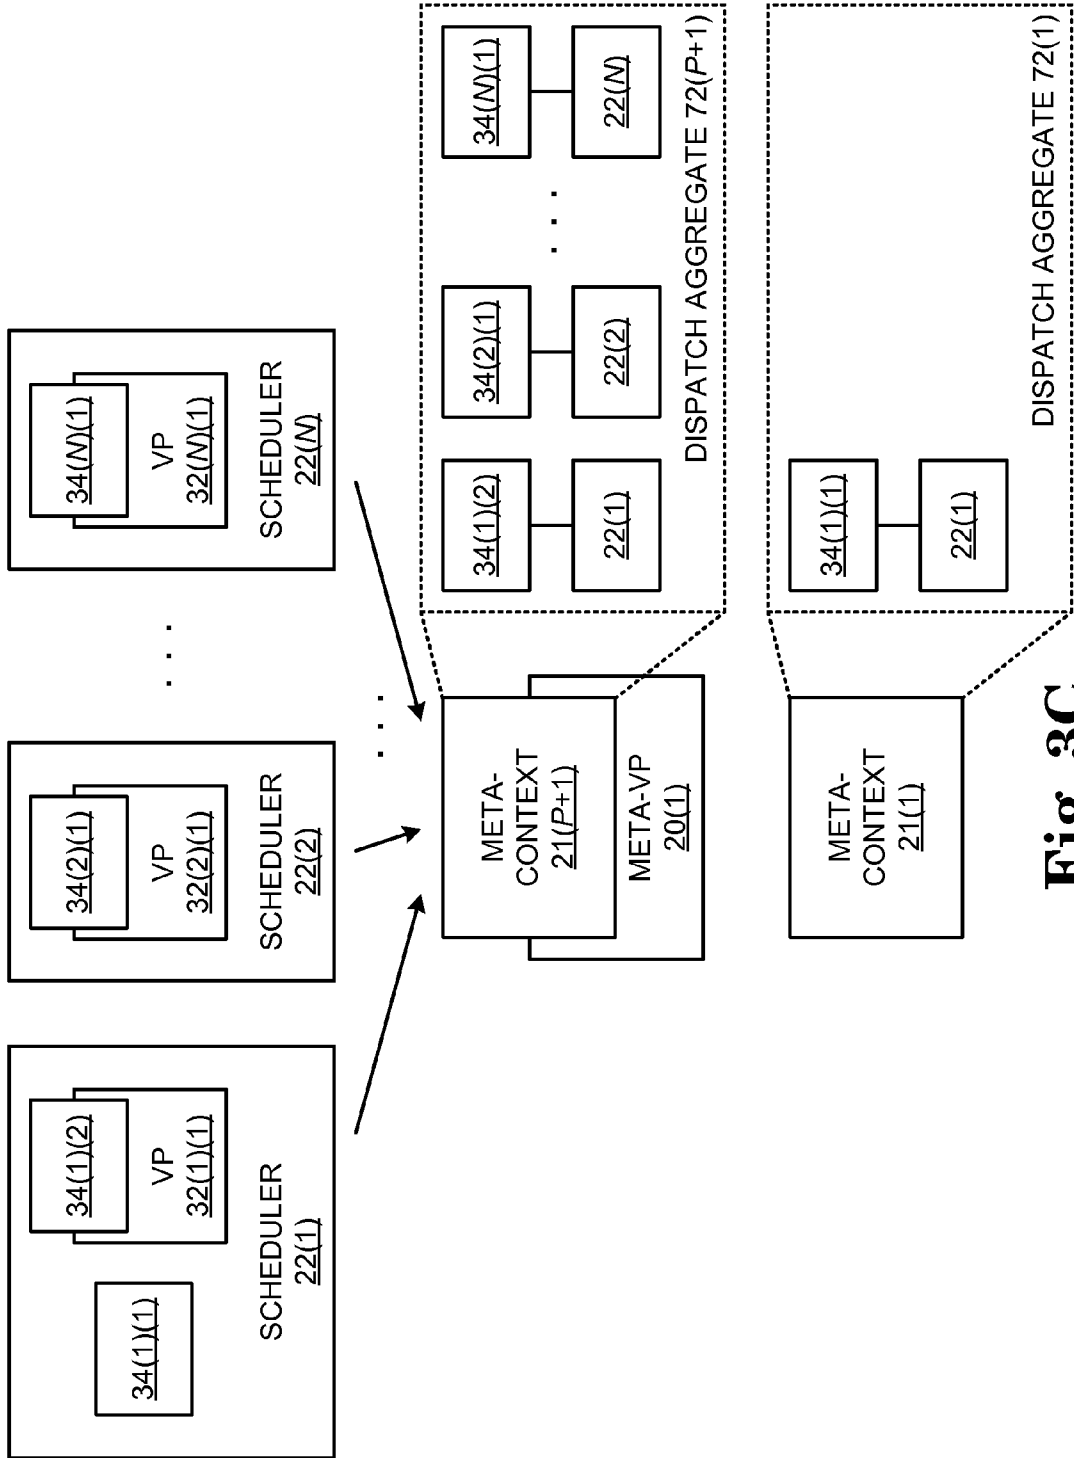 34(1)(1)
34(1)(2)
VP
32(1)(1)
SCHEDULER
22(1)
34(2)(1)
VP
32(2)(1)
SCHEDULER
22(2)
. . .
34(N)(1)
VP
32(N)(1)
SCHEDULER
22(N)
. . .
META-
CONTEXT
21(P+1)
META-VP
20(1)
34(1)(2)
22(1)
34(2)(1)
22(2)
. . .
34(N)(1)
22(N)
DISPATCH AGGREGATE 72(P+1)
META-
CONTEXT
21(1)
34(1)(1)
22(1)
DISPATCH AGGREGATE 72(1)
Fig. 3C